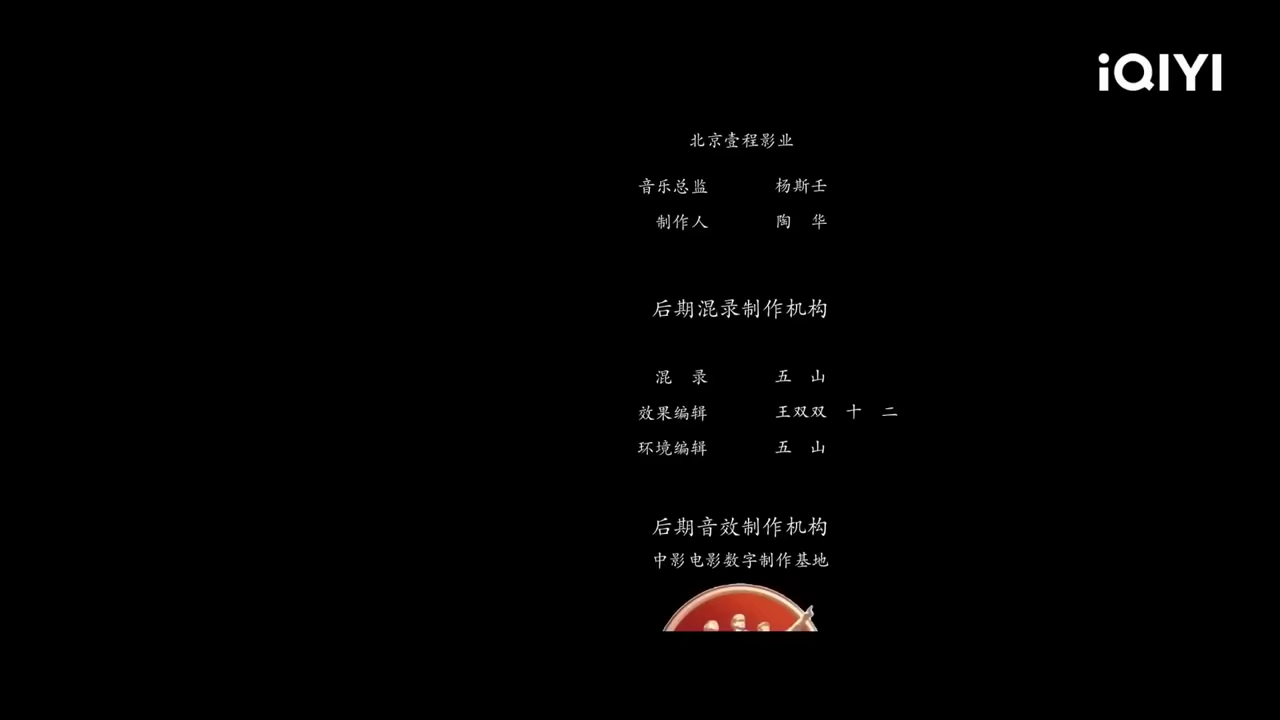 iQIYI
北京壹程影业
音乐总监 杨斯壬
制作人 陶 华
后期混录制作机构
混 录 五 山
效果编辑 王双双 十 二
环境编辑 五 山
后期音效制作机构
中影电影数字制作基地